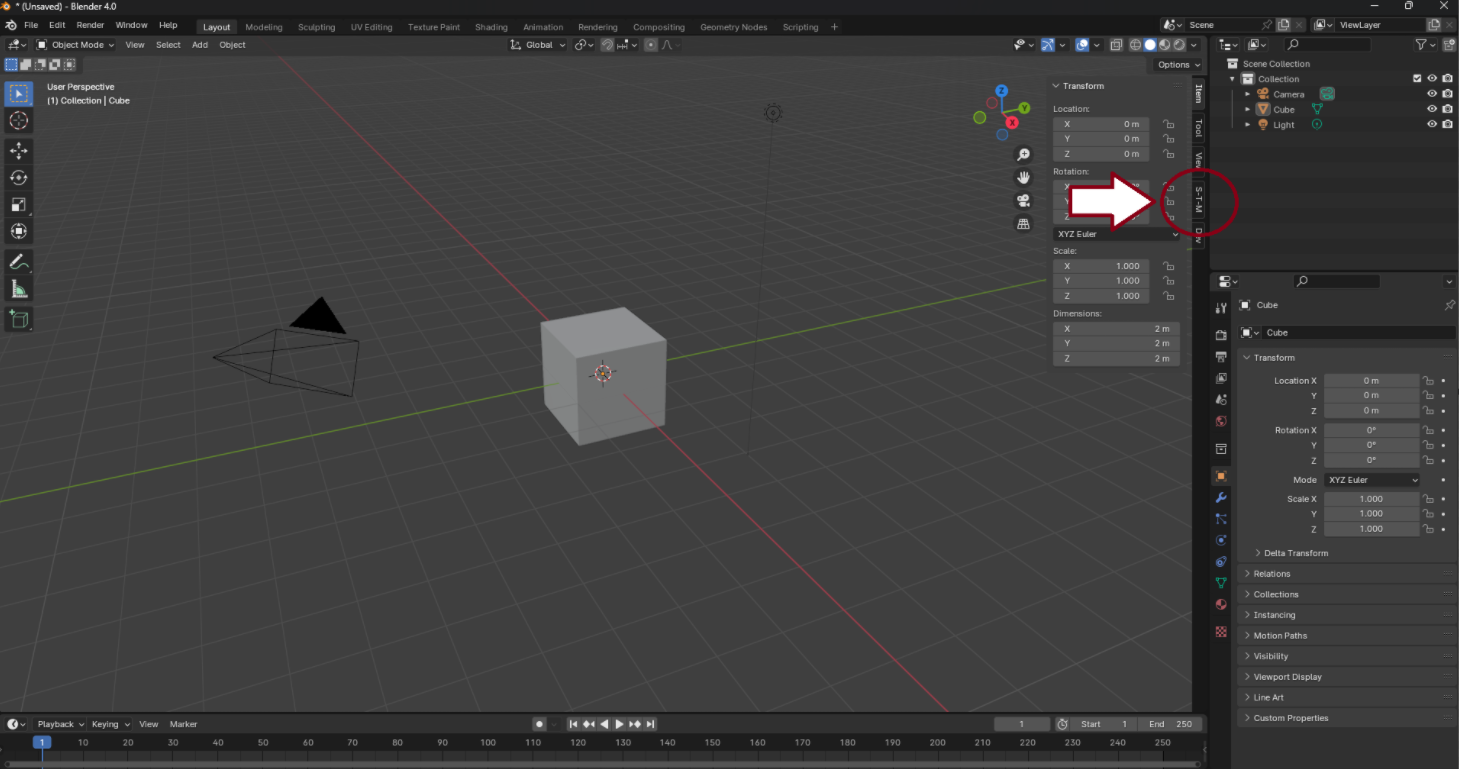 * (Unsaved) - Blender 4.0
File Edit Render Window Help Layout Modeling Sculpting UV Editing Texture Paint Shading Animation Rendering Compositing Geometry Nodes Scripting + Scene ViewLayer
Object Mode View Select Add Object Global
Options
User Perspective
(1) Collection | Cube
Z
Y
X
Transform
Location:
X 0 m
Y 0 m
Z 0 m
Rotation:
X
Y
Z
XYZ Euler
Scale:
X 1.000
Y 1.000
Z 1.000
Dimensions:
X 2 m
Y 2 m
Z 2 m
Item
Tool
View
S-T-M
Dev
Scene Collection
Collection
Camera
Cube
Light
Cube
Cube
Transform
Location X 0 m
Y 0 m
Z 0 m
Rotation X 0°
Y 0°
Z 0°
Mode XYZ Euler
Scale X 1.000
Y 1.000
Z 1.000
Delta Transform
Relations
Collections
Instancing
Motion Paths
Visibility
Viewport Display
Line Art
Custom Properties
Playback Keying View Marker 1 Start 1 End 250
1 10 20 30 40 50 60 70 80 90 100 110 120 130 140 150 160 170 180 190 200 210 220 230 240 250